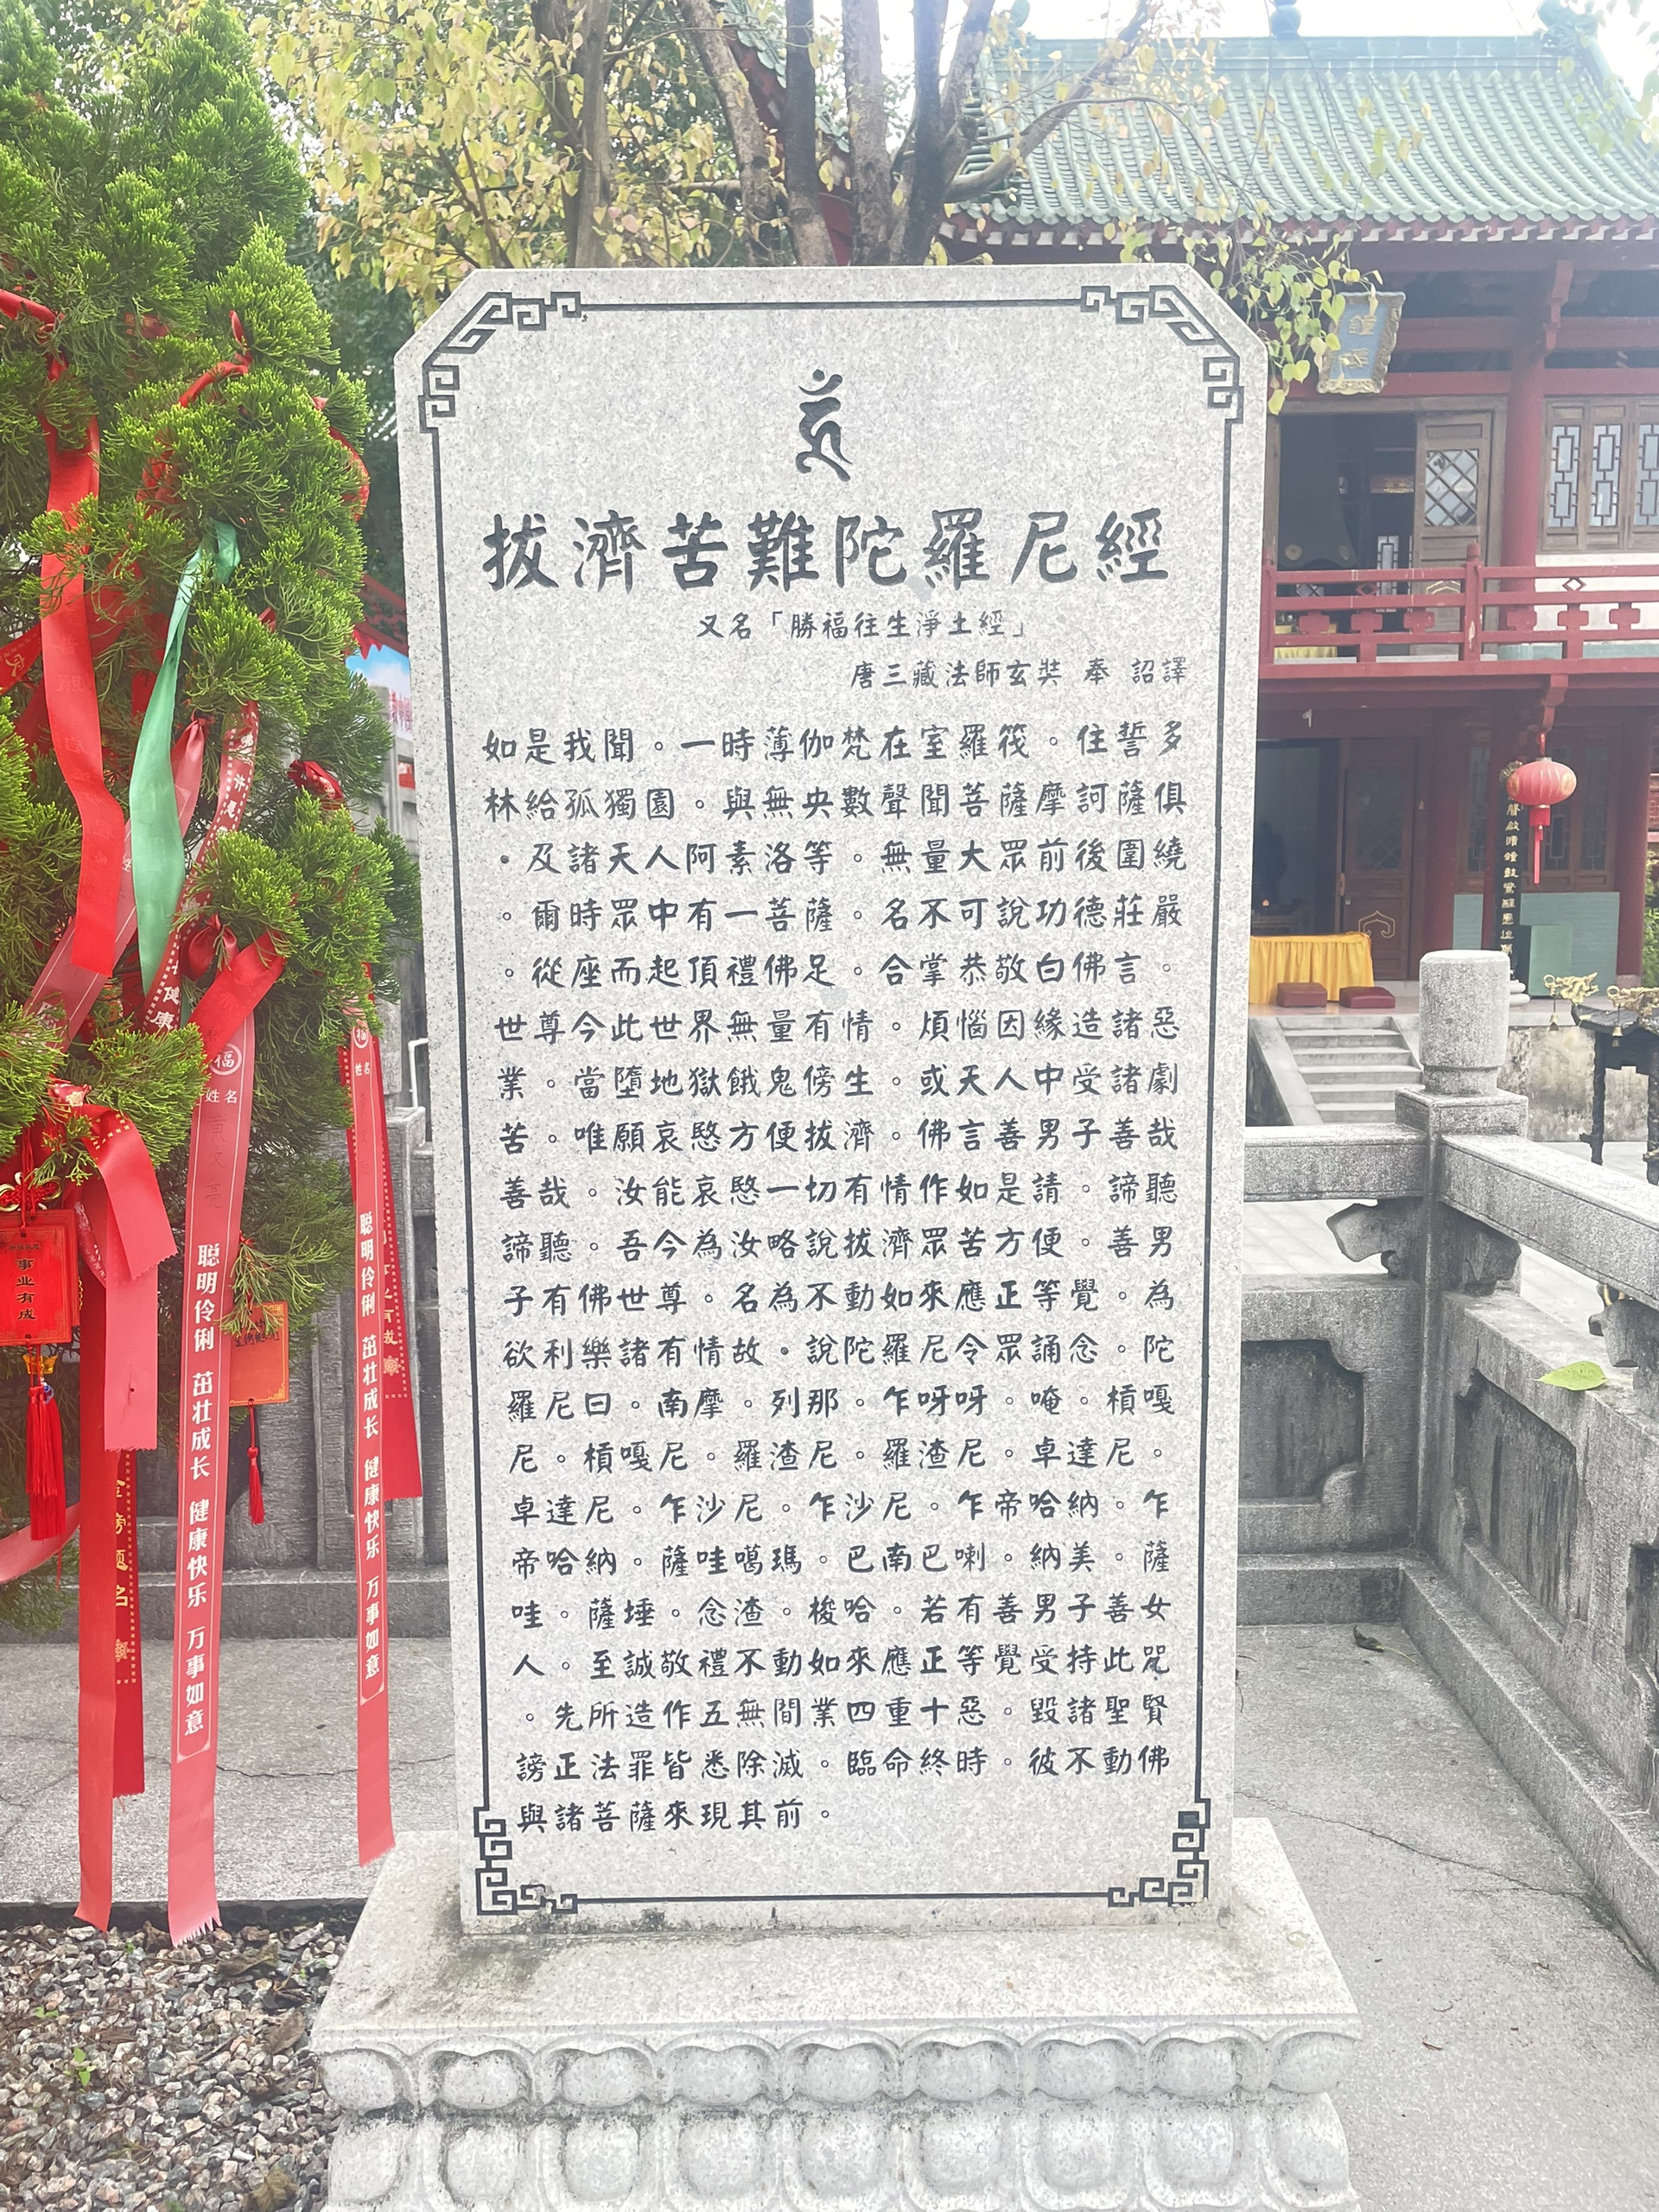 拔濟苦難陀羅尼經
又名「勝福往生淨土經」
唐三藏法師玄奘 奉 詔譯
如是我聞。一時薄伽梵在室羅筏。住誓多
林給孤獨園。與無央數聲聞菩薩摩訶薩俱
。及諸天人阿素洛等。無量大眾前後圍繞
。爾時眾中有一菩薩。名不可說功德莊嚴
。從座而起頂禮佛足。合掌恭敬白佛言。
世尊今此世界無量有情。煩惱因緣造諸惡
業。當墮地獄餓鬼傍生。或天人中受諸劇
苦。唯願哀愍方便拔濟。佛言善男子善哉
善哉。汝能哀愍一切有情作如是請。諦聽
諦聽。吾今為汝略說拔濟眾苦方便。善男
子有佛世尊。名為不動如來應正等覺。為
欲利樂諸有情故。說陀羅尼令眾誦念。陀
羅尼曰。南摩。列那。乍呀呀。唵。槓嘎
尼。槓嘎尼。羅渣尼。羅渣尼。卓達尼。
卓達尼。乍沙尼。乍沙尼。乍帝哈納。乍
帝哈納。薩哇噶瑪。巴南巴喇。納美。薩
哇。薩埵。念渣。梭哈。若有善男子善女
人。至誠敬禮不動如來應正等覺受持此咒
。先所造作五無間業四重十惡。毀諸聖賢
謗正法罪皆悉除滅。臨命終時。彼不動佛
與諸菩薩來現其前。
福
姓名
聪明伶俐 茁壮成长 健康快乐 万事如意
福
姓名
聪明伶俐 茁壮成长 健康快乐 万事如意
事业有成
金榜题名